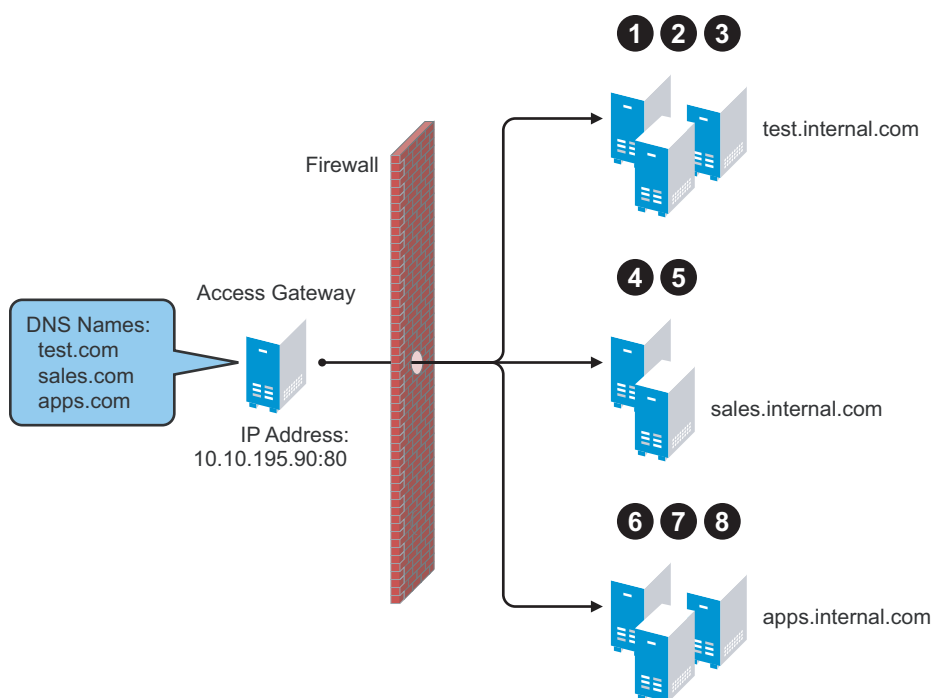 1 2 3
test.internal.com
Firewall
4 5
Access Gateway
DNS Names:
test.com
sales.com
apps.com
sales.internal.com
IP Address:
10.10.195.90:80
6 7 8
apps.internal.com